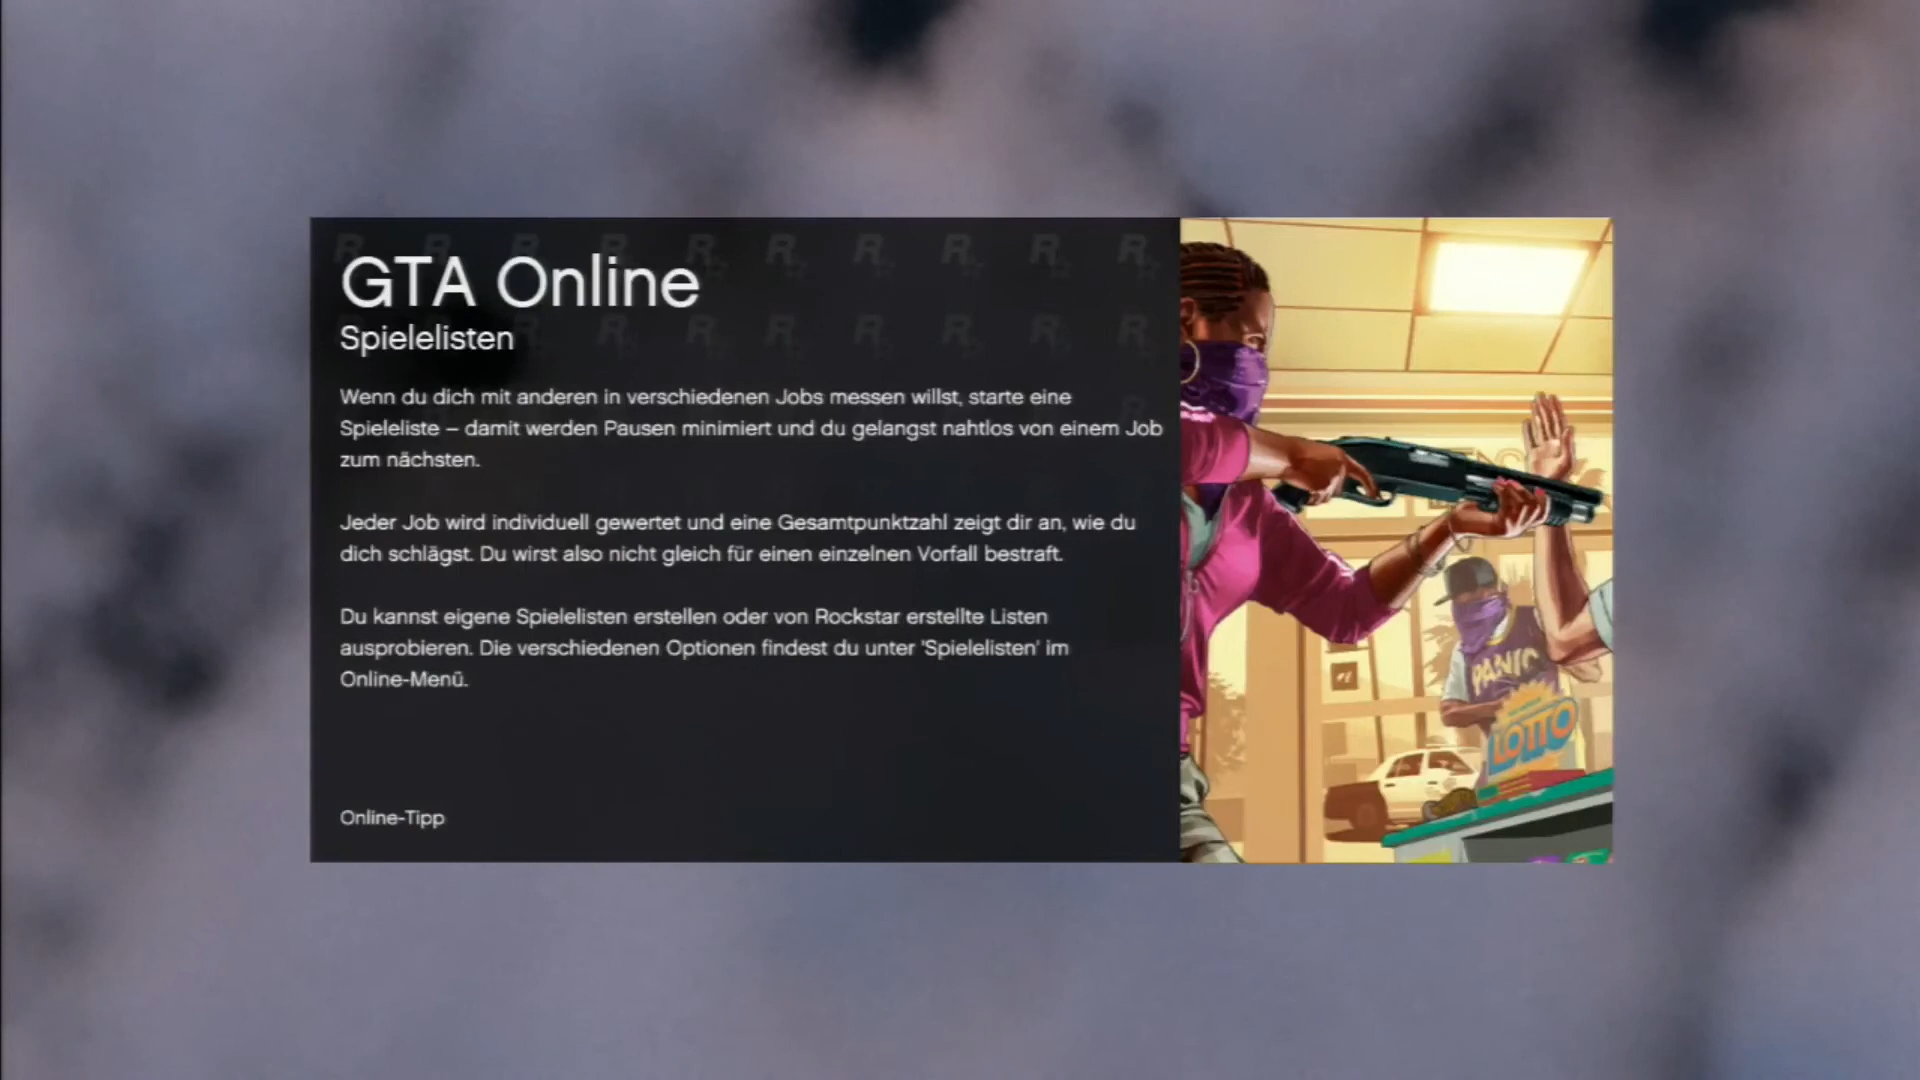 GTA Online
Spielelisten
Wenn du dich mit anderen in verschiedenen Jobs messen willst, starte eine
Spieleliste – damit werden Pausen minimiert und du gelangst nahtlos von einem Job
zum nächsten.
Jeder Job wird individuell gewertet und eine Gesamtpunktzahl zeigt dir an, wie du
dich schlägst. Du wirst also nicht gleich für einen einzelnen Vorfall bestraft.
Du kannst eigene Spielelisten erstellen oder von Rockstar erstellte Listen
ausprobieren. Die verschiedenen Optionen findest du unter 'Spielelisten' im
Online-Menü.
Online-Tipp
PANIC
LOTTO